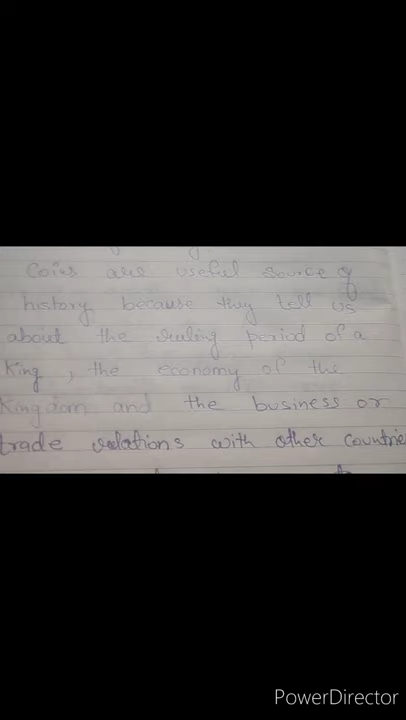 Coins are useful source of
history because they tell us
about the ruling period of a
King, the economy of the
Kingdom and the business or
trade relations with other countrie
PowerDirector